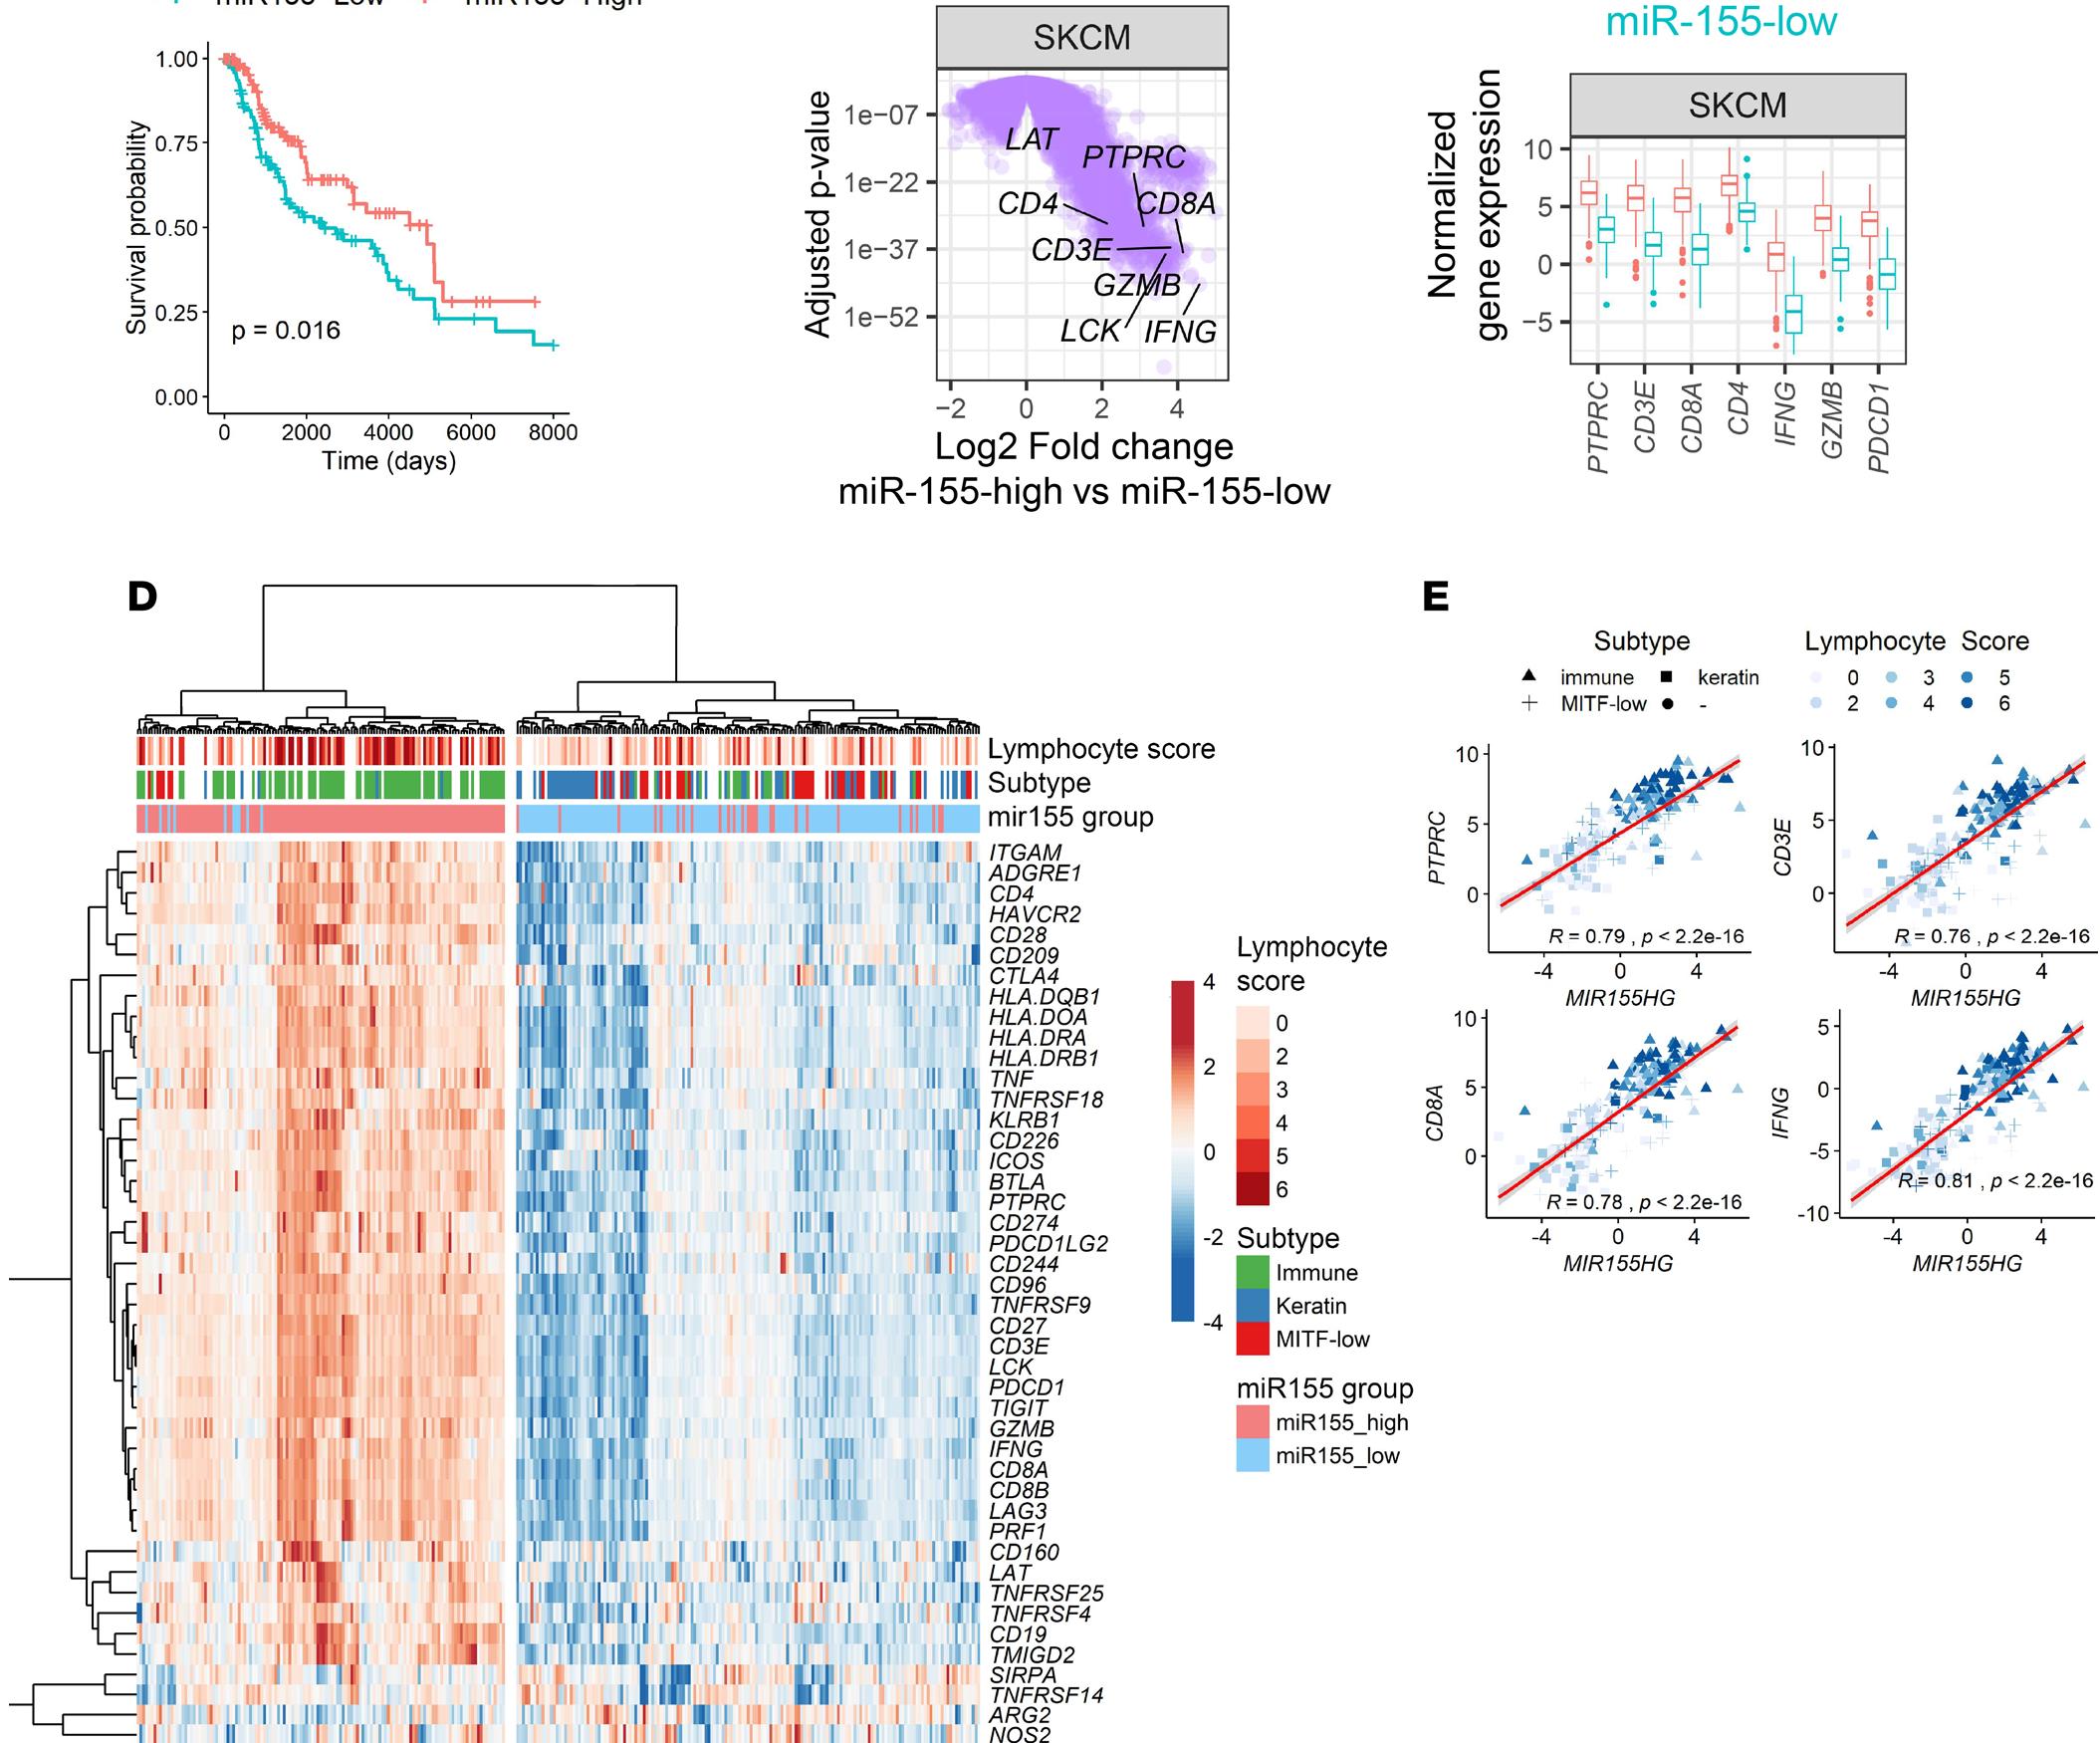 miR155=Low miR155=High
1.00
0.75
0.50
0.25
0.00
Survival probability
p = 0.016
0 2000 4000 6000 8000
Time (days)
SKCM
Adjusted p-value
1e−07
1e−22
1e−37
1e−52
LAT
PTPRC
CD4
CD8A
CD3E
GZMB
LCK
IFNG
−2 0 2 4
Log2 Fold change
miR-155-high vs miR-155-low
miR-155-low
SKCM
Normalized
gene expression
10
5
0
−5
PTPRC
CD3E
CD8A
CD4
IFNG
GZMB
PDCD1
D
Lymphocyte score
Subtype
mir155 group
ITGAM
ADGRE1
CD4
HAVCR2
CD28
CD209
CTLA4
HLA.DQB1
HLA.DOA
HLA.DRA
HLA.DRB1
TNF
TNFRSF18
KLRB1
CD226
ICOS
BTLA
PTPRC
CD274
PDCD1LG2
CD244
CD96
TNFRSF9
CD27
CD3E
LCK
PDCD1
TIGIT
GZMB
IFNG
CD8A
CD8B
LAG3
PRF1
CD160
LAT
TNFRSF25
TNFRSF4
CD19
TMIGD2
SIRPA
TNFRSF14
ARG2
NOS2
4
2
0
-2
-4
Lymphocyte
score
0
2
3
4
5
6
Subtype
Immune
Keratin
MITF-low
miR155 group
miR155_high
miR155_low
E
Subtype
immune keratin
MITF-low -
Lymphocyte Score
0 3 5
2 4 6
PTPRC
10
5
0
R = 0.79 , p < 2.2e-16
-4 0 4
MIR155HG
CD3E
10
5
0
R = 0.76 , p < 2.2e-16
-4 0 4
MIR155HG
CD8A
10
5
0
R = 0.78 , p < 2.2e-16
-4 0 4
MIR155HG
IFNG
5
0
-5
-10
R = 0.81 , p < 2.2e-16
-4 0 4
MIR155HG